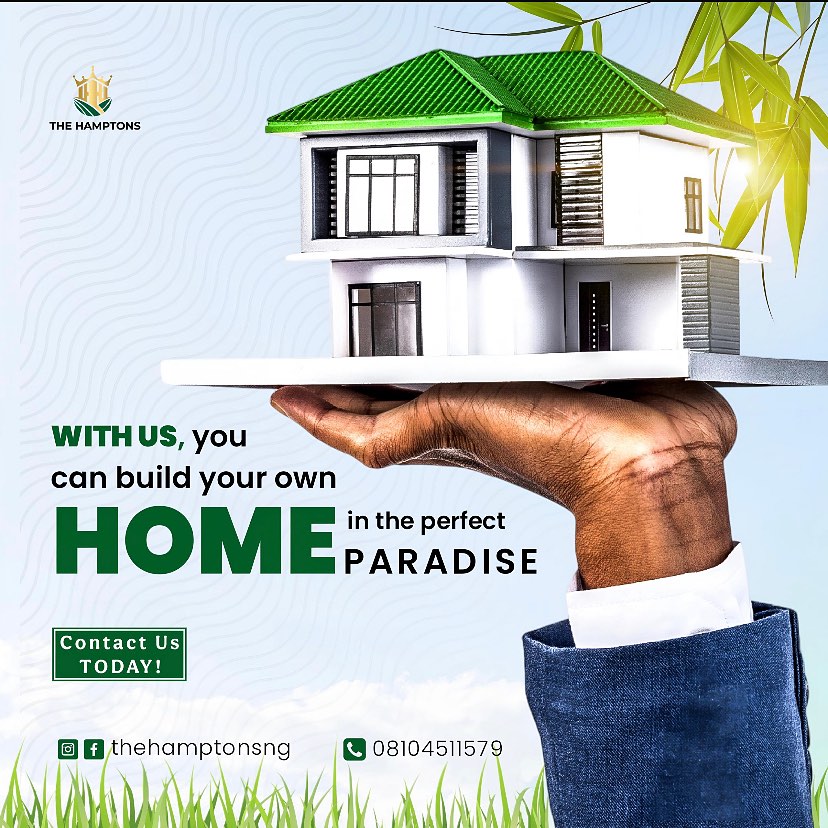 THE HAMPTONS
WITH US, you
can build your own
HOME in the perfect
PARADISE
Contact Us
TODAY!
thehamptonsng 08104511579